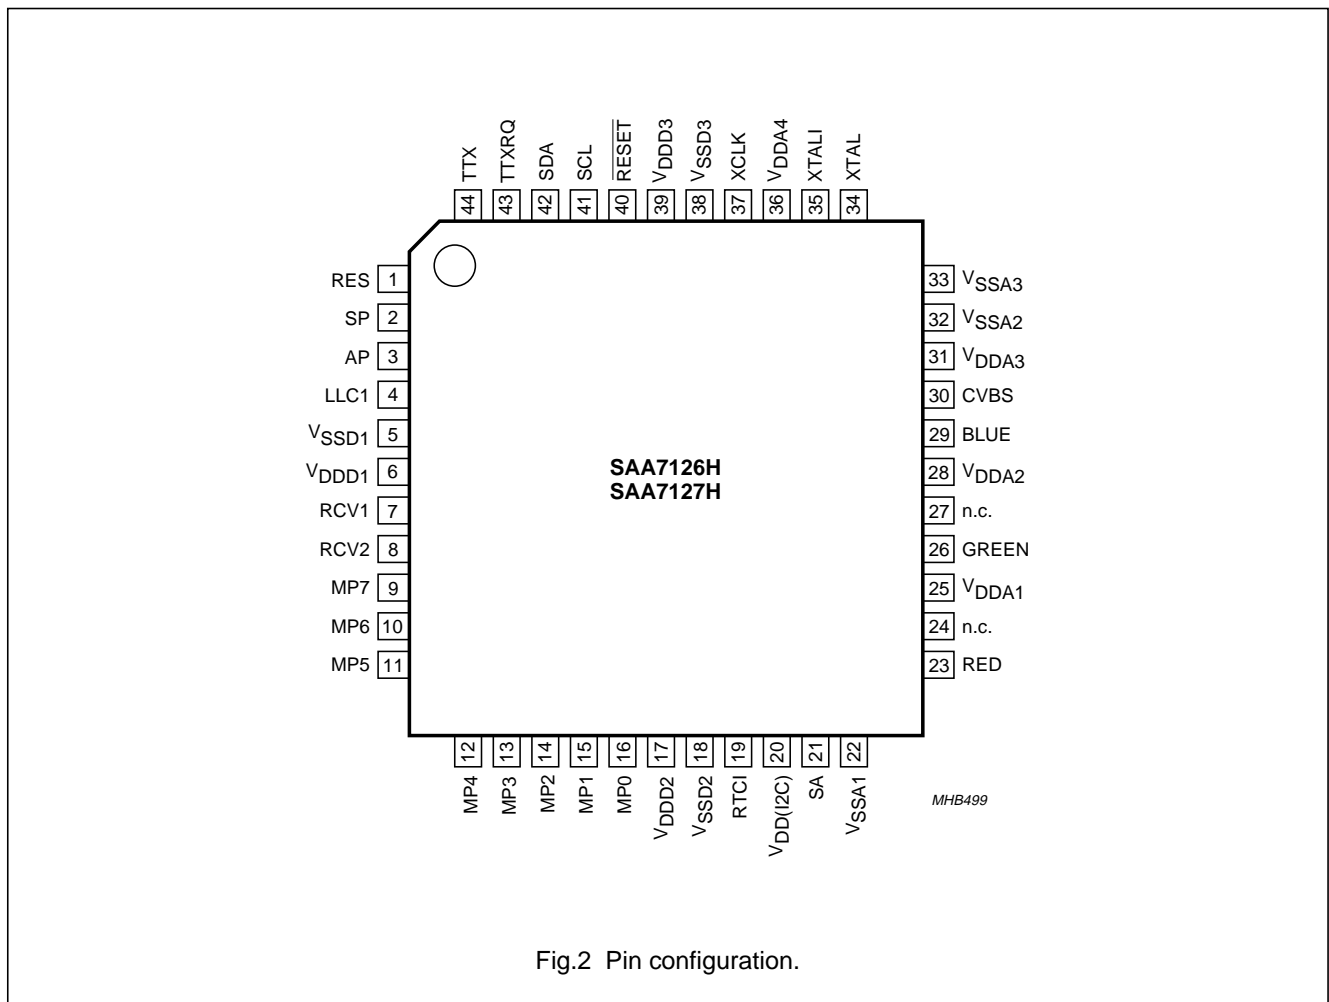 44 TTX
43 TTXRQ
42 SDA
41 SCL
40 RESET
39 VDDD3
38 VSSD3
37 XCLK
36 VDDA4
35 XTALI
34 XTAL
RES 1
SP 2
AP 3
LLC1 4
VSSD1 5
VDDD1 6
RCV1 7
RCV2 8
MP7 9
MP6 10
MP5 11
SAA7126H
SAA7127H
33 VSSA3
32 VSSA2
31 VDDA3
30 CVBS
29 BLUE
28 VDDA2
27 n.c.
26 GREEN
25 VDDA1
24 n.c.
23 RED
MP4 12
MP3 13
MP2 14
MP1 15
MP0 16
VDDD2 17
VSSD2 18
RTCI 19
VDD(I2C) 20
SA 21
VSSA1 22
MHB499
Fig.2 Pin configuration.